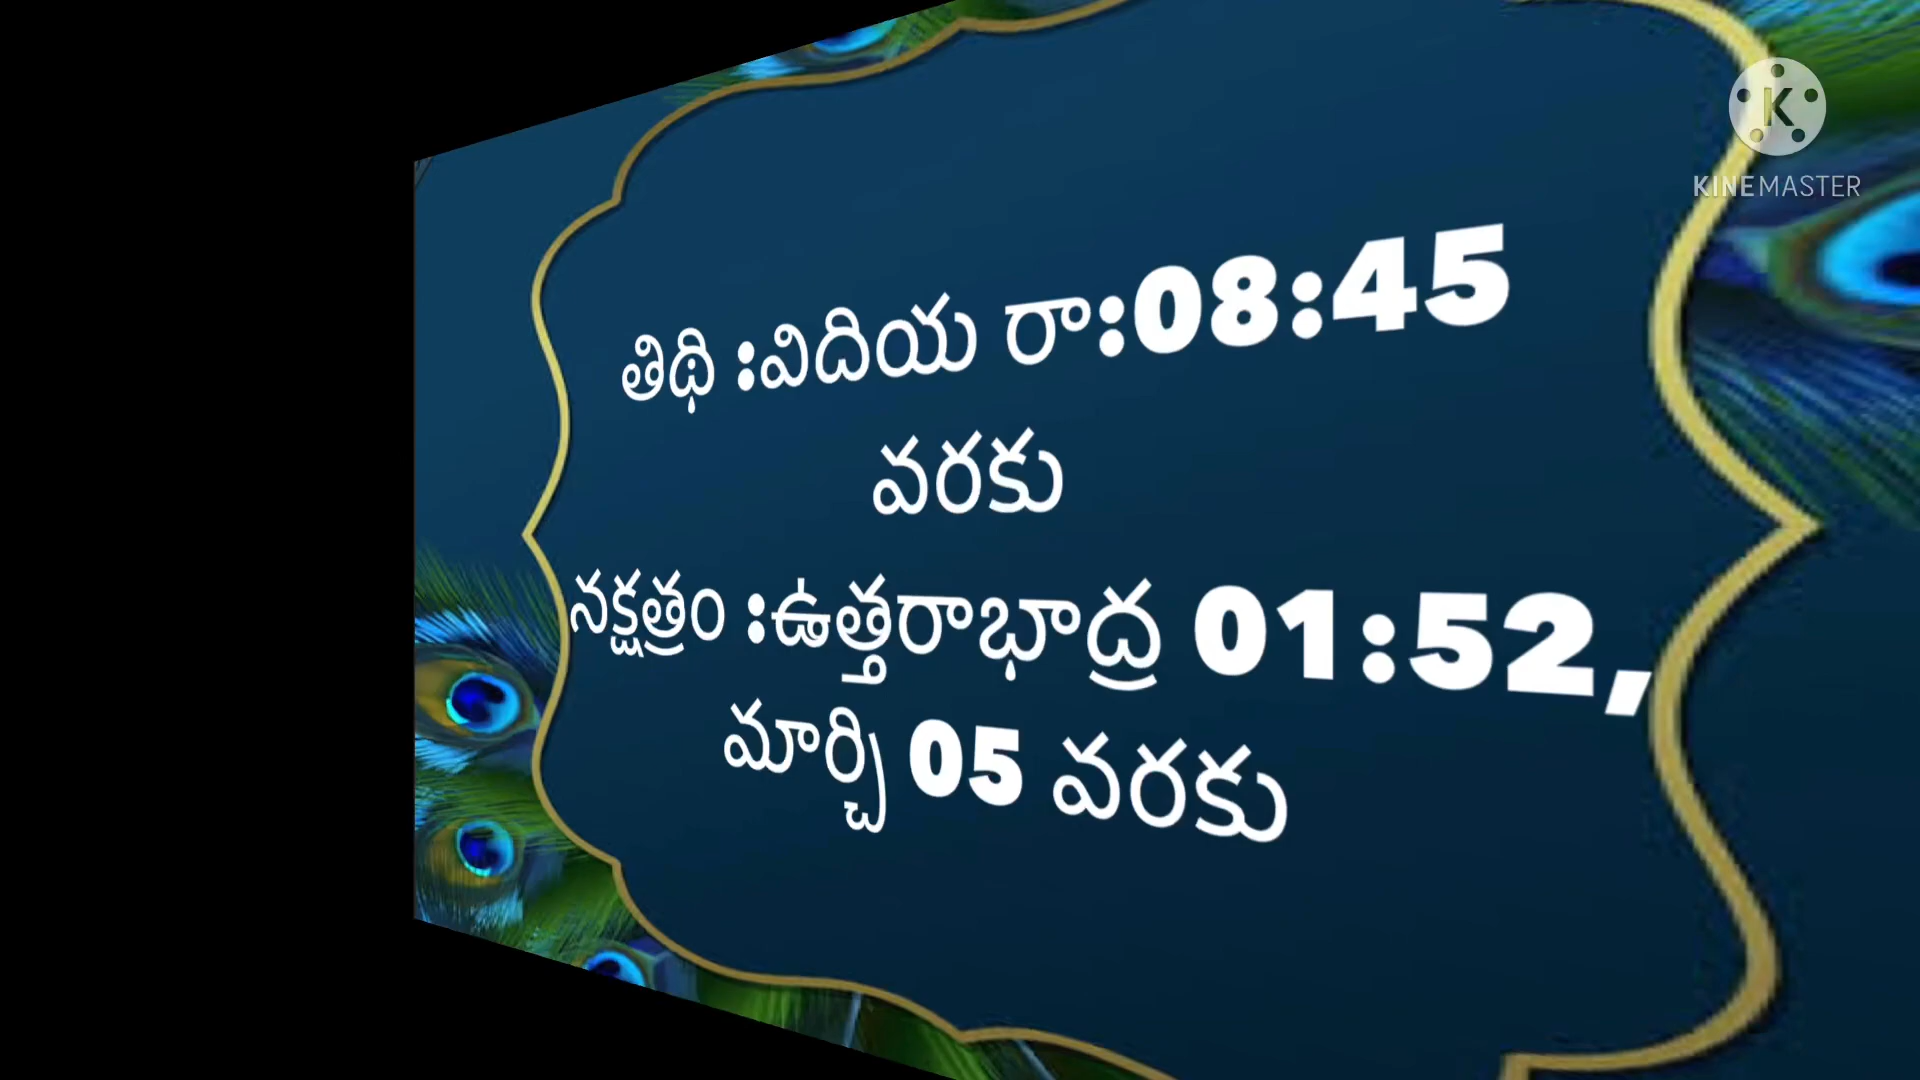 KINEMASTER
తిథి :విదియ రా:08:45
వరకు
నక్షత్రం :ఉత్తరాభాద్ర 01:52,
మార్చి 05 వరకు